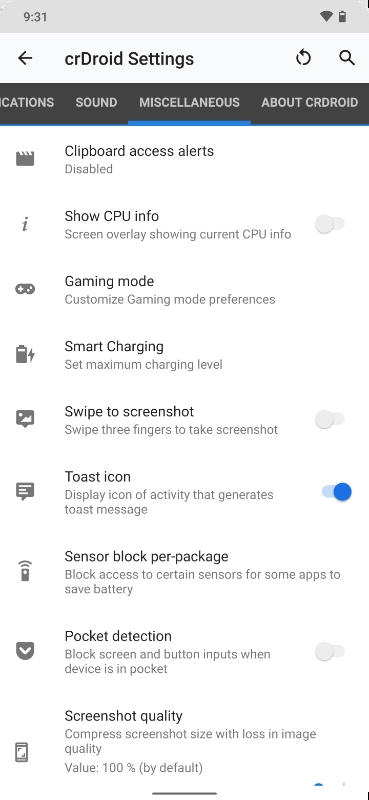 9:31
crDroid Settings
ICATIONS SOUND MISCELLANEOUS ABOUT CRDROID
Clipboard access alerts
Disabled
Show CPU info
Screen overlay showing current CPU info
Gaming mode
Customize Gaming mode preferences
Smart Charging
Set maximum charging level
Swipe to screenshot
Swipe three fingers to take screenshot
Toast icon
Display icon of activity that generates
toast message
Sensor block per-package
Block access to certain sensors for some apps to
save battery
Pocket detection
Block screen and button inputs when
device is in pocket
Screenshot quality
Compress screenshot size with loss in image
quality
Value: 100 % (by default)